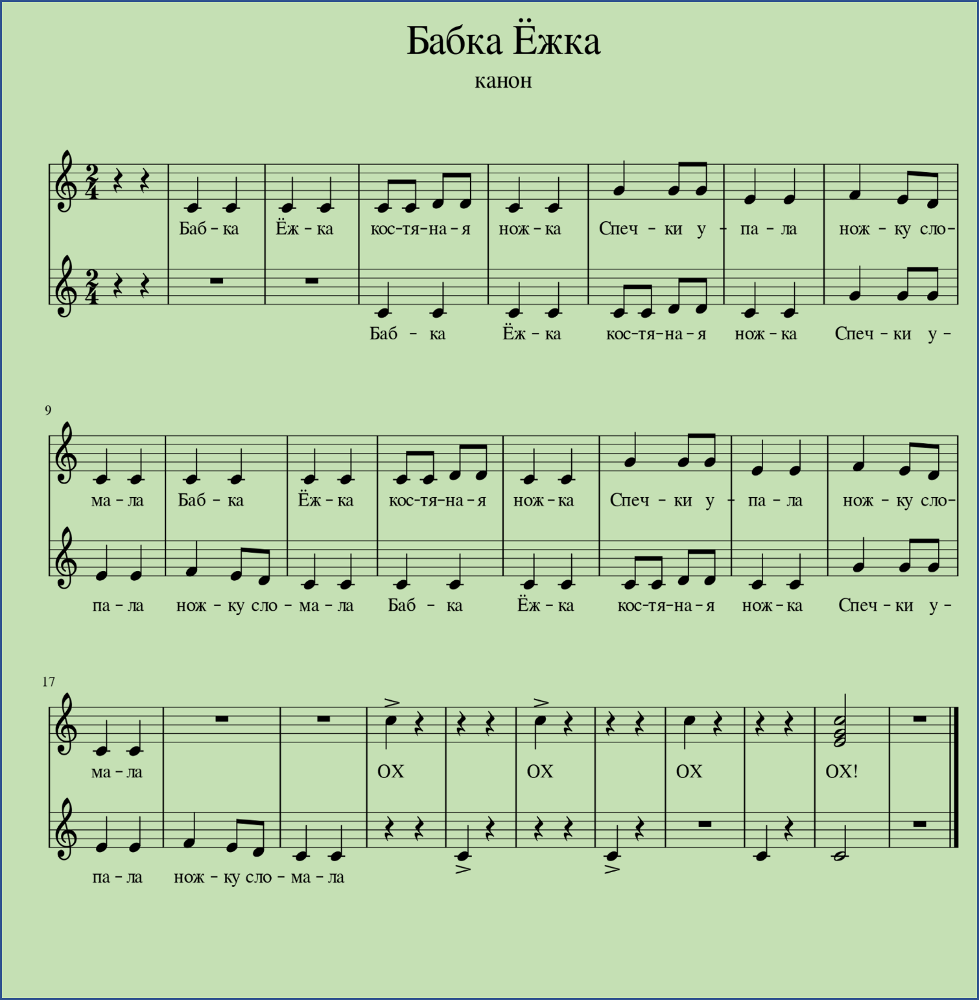 Бабка Ёжка
канон
2
4
Баб - ка Ёж - ка кос-тя-на - я нож - ка Спеч - ки у - па - ла нож - ку сло-
2
4
Баб - ка Ёж - ка кос-тя-на - я нож - ка Спеч - ки у -
9
ма - ла Баб - ка Ёж - ка кос-тя-на - я нож - ка Спеч - ки у - па - ла нож - ку сло-
па - ла нож - ку сло - ма - ла Баб - ка Ёж - ка кос-тя-на - я нож - ка Спеч - ки у -
17
ма - ла ОХ ОХ ОХ ОХ!
па - ла нож - ку сло - ма - ла